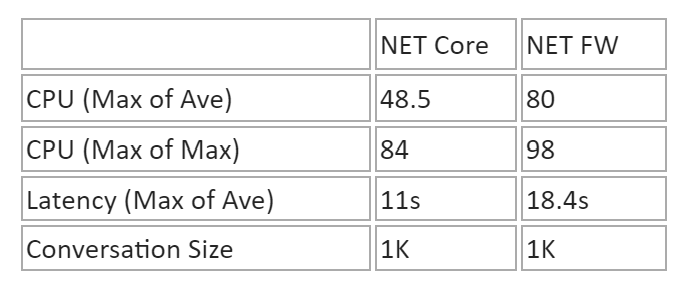 NET Core NET FW
CPU (Max of Ave) 48.5 80
CPU (Max of Max) 84 98
Latency (Max of Ave) 11s 18.4s
Conversation Size 1K 1K